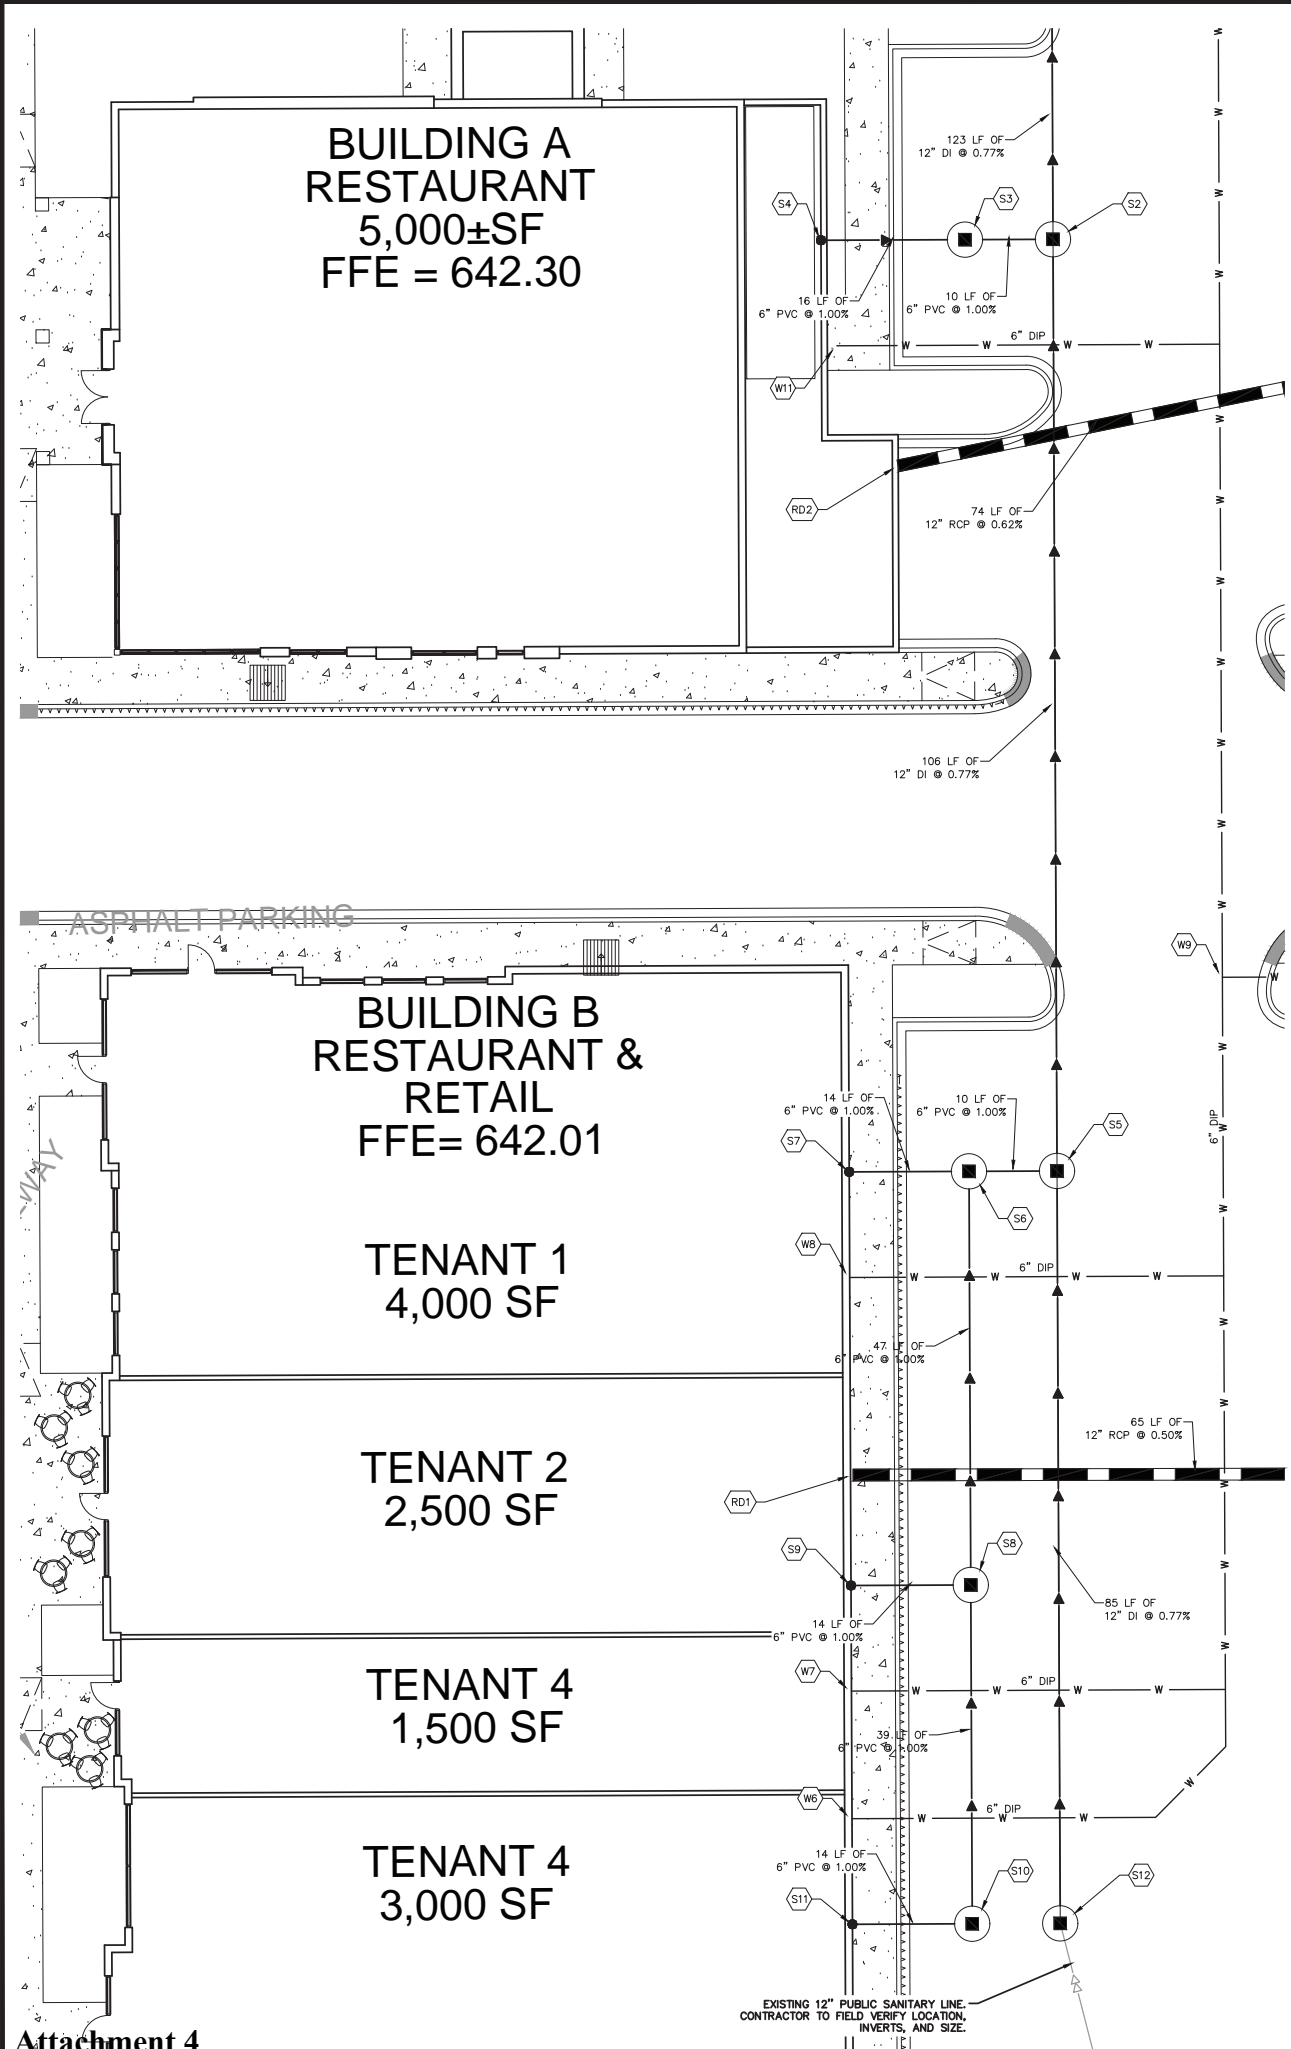 BUILDING A
RESTAURANT
5,000±SF
FFE = 642.30
123 LF OF
12" DI @ 0.77%
S4
S3
S2
16 LF OF
6" PVC @ 1.00%
10 LF OF
6" PVC @ 1.00%
6" DIP
W W W W
W11
RD2
74 LF OF
12" RCP @ 0.62%
106 LF OF
12" DI @ 0.77%
ASPHALT PARKING
W9
W
BUILDING B
RESTAURANT &
RETAIL
FFE= 642.01
14 LF OF
6" PVC @ 1.00%
10 LF OF
6" PVC @ 1.00%
S5
6" DIP
S7
S6
WAY
TENANT 1
4,000 SF
W8
6" DIP
W W W W
47 LF OF
6" PVC @ 1.00%
65 LF OF
12" RCP @ 0.50%
TENANT 2
2,500 SF
RD1
S9
S8
85 LF OF
12" DI @ 0.77%
14 LF OF
6" PVC @ 1.00%
TENANT 4
1,500 SF
W7
6" DIP
W W W W
39 LF OF
6" PVC @ 1.00%
W6
6" DIP
W W W
W
TENANT 4
3,000 SF
14 LF OF
6" PVC @ 1.00%
S10
S12
S11
EXISTING 12" PUBLIC SANITARY LINE.
CONTRACTOR TO FIELD VERIFY LOCATION,
INVERTS, AND SIZE.
Attachment 4